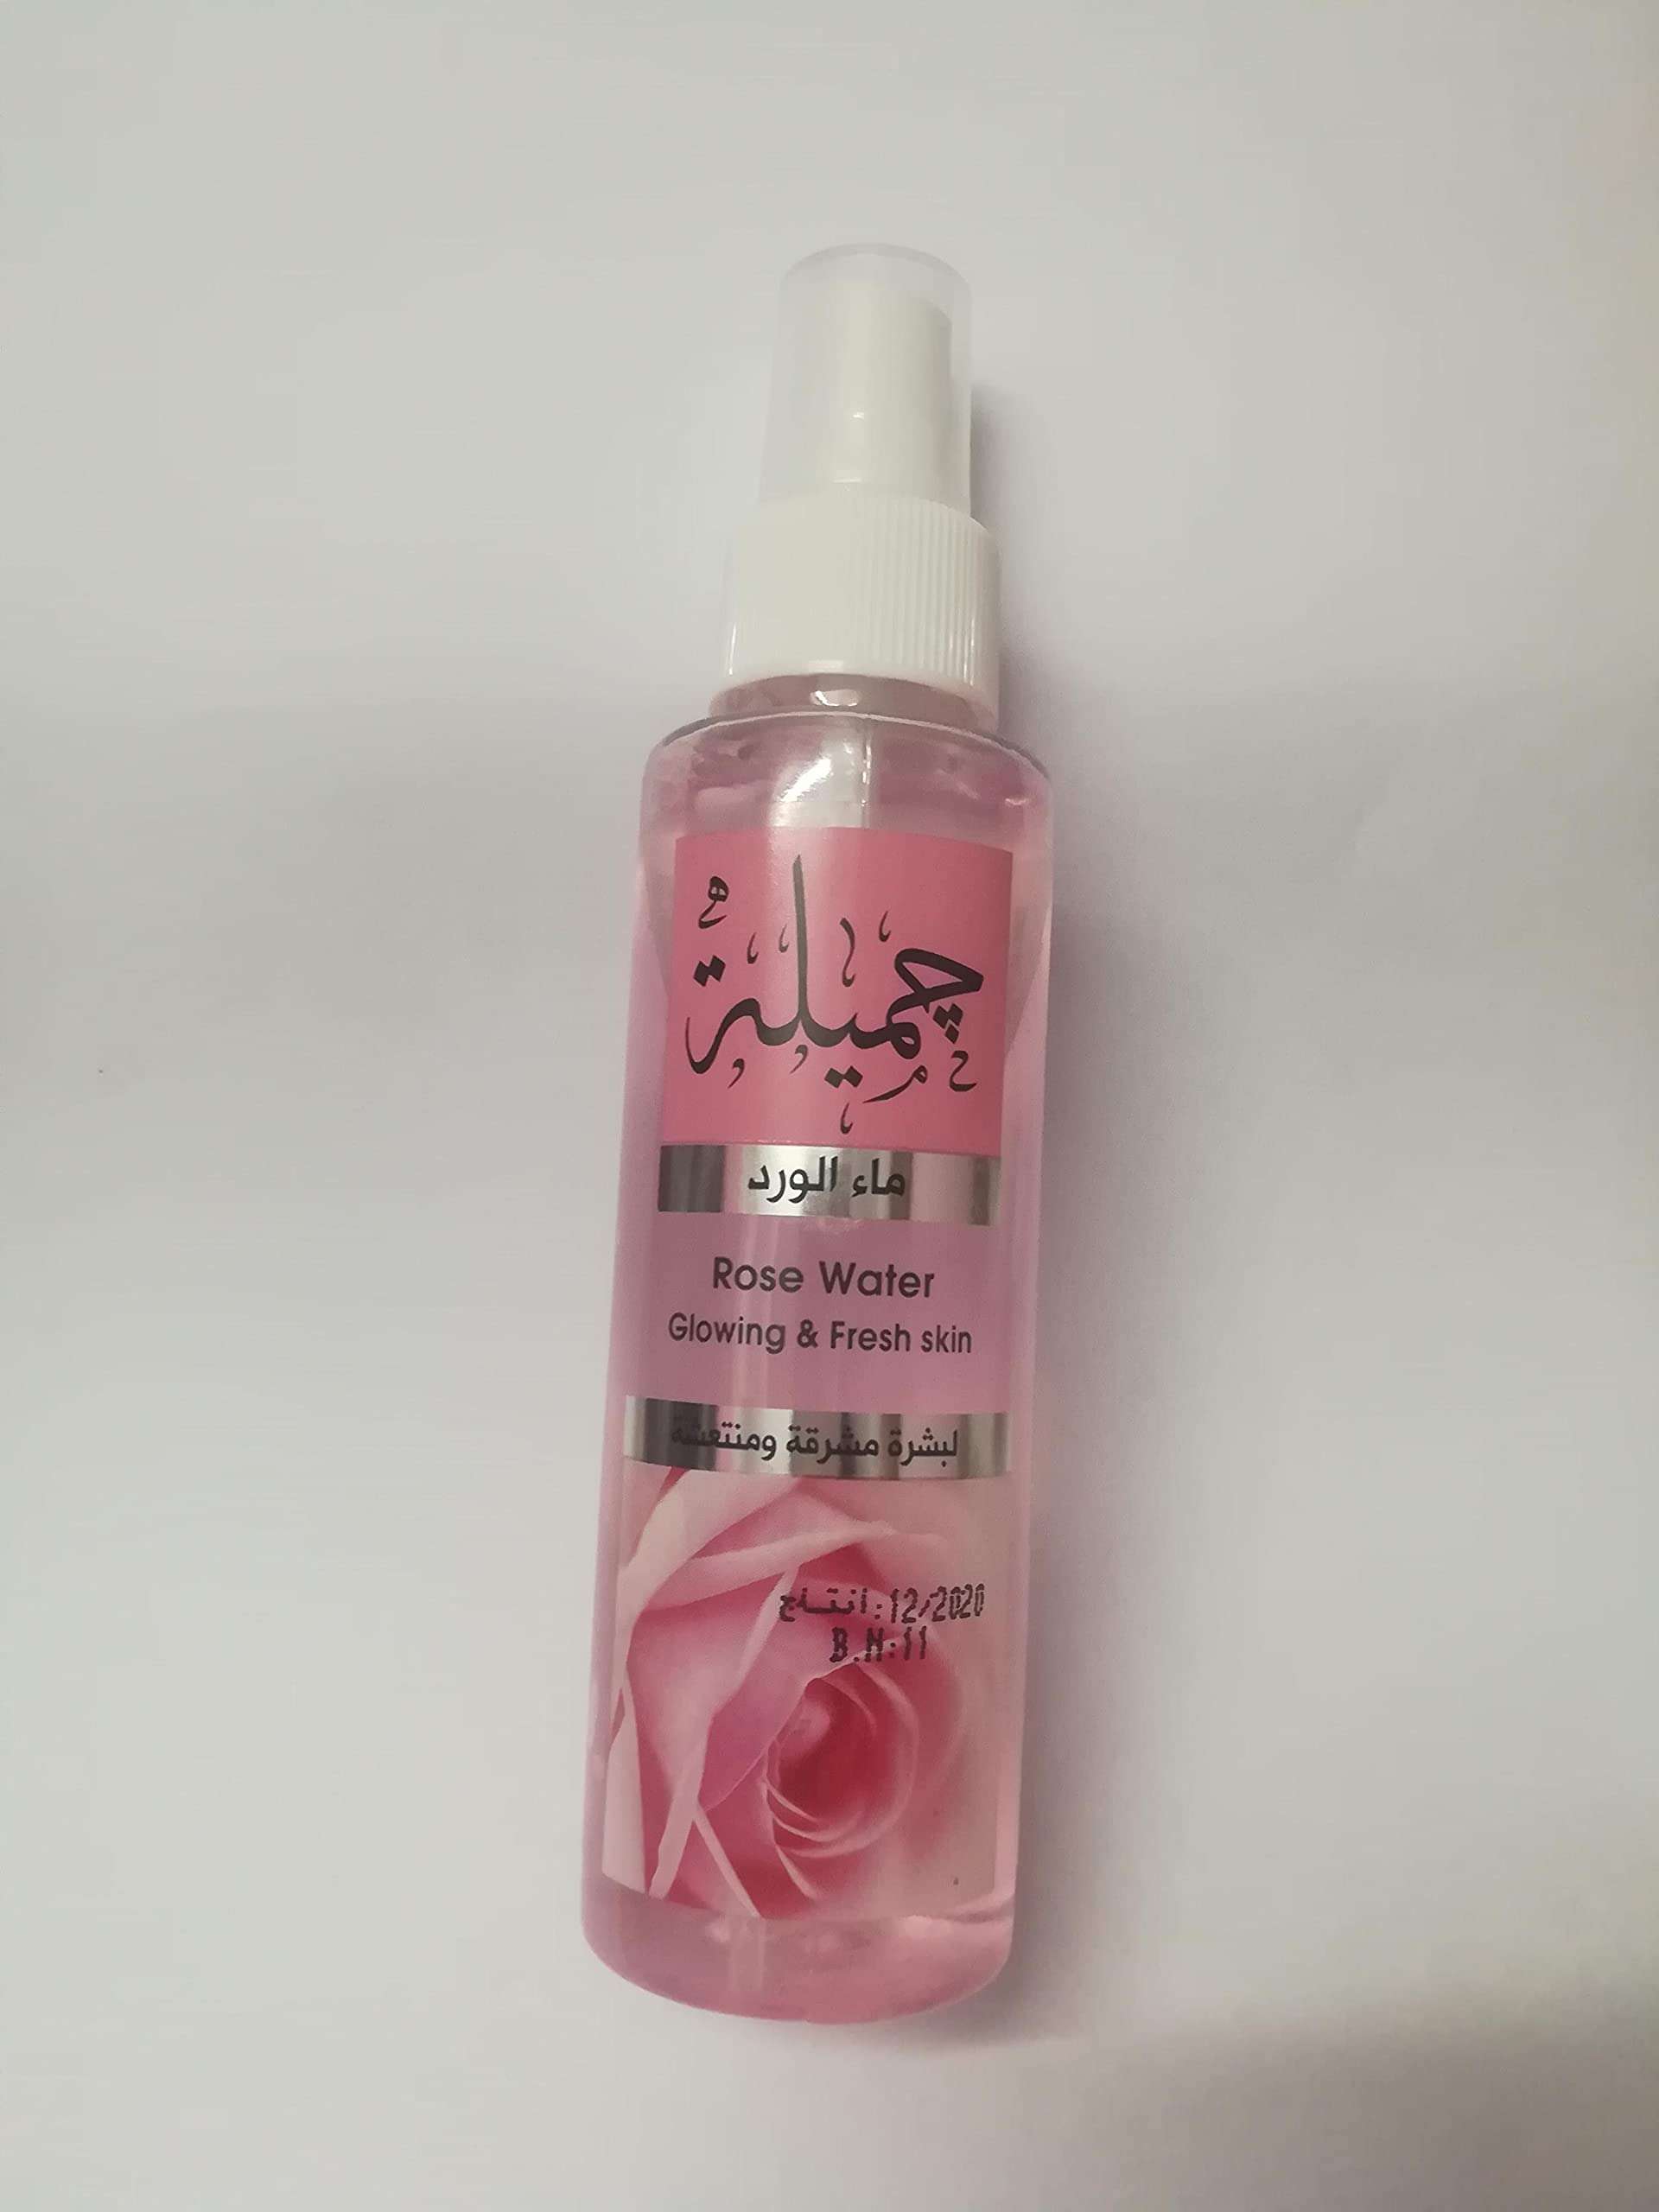 جميلة
ماء الورد
Rose Water
Glowing & Fresh skin
لبشرة مشرقة ومنتعشة
انتاج:12/2020
B.N:11